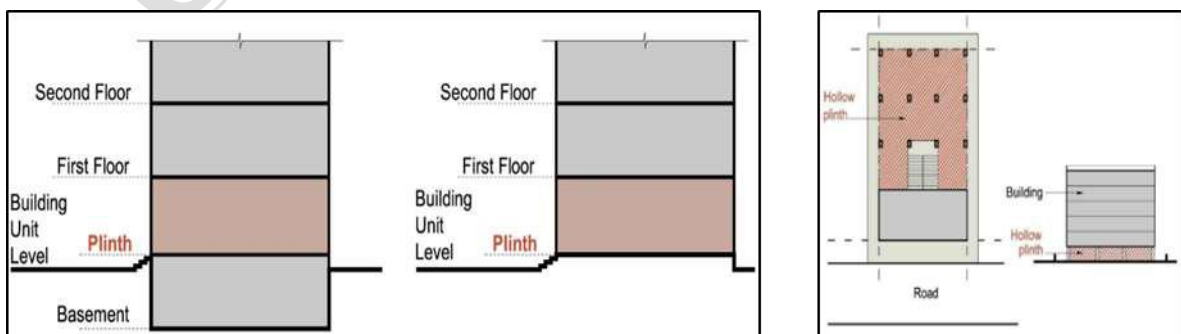 Second Floor
First Floor
Building
Unit
Level
Plinth
Basement
Second Floor
First Floor
Building
Unit
Level
Plinth
Hollow
plinth
Road
Building
Hollow
plinth